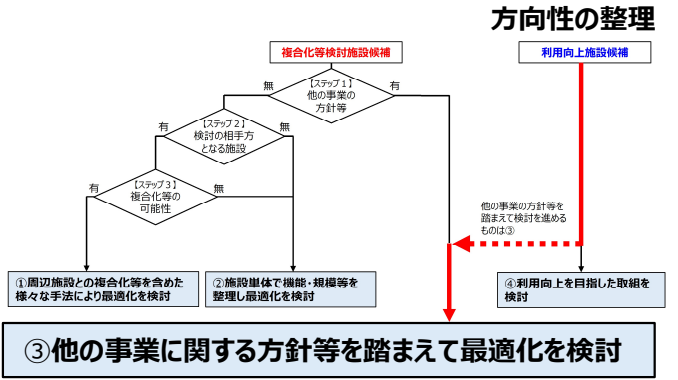 方向性の整理
複合化等検討施設候補
利用向上施設候補
無
【ステップ１】
他の事業の
方針等
有
有
【ステップ２】
検討の相手方
となる施設
無
有
【ステップ３】
複合化等の
可能性
無
他の事業の方針等を
踏まえて検討を進める
ものは③
①周辺施設との複合化等を含めた
様々な手法により最適化を検討
②施設単体で機能・規模等を
整理し最適化を検討
④利用向上を目指した取組を
検討
③他の事業に関する方針等を踏まえて最適化を検討